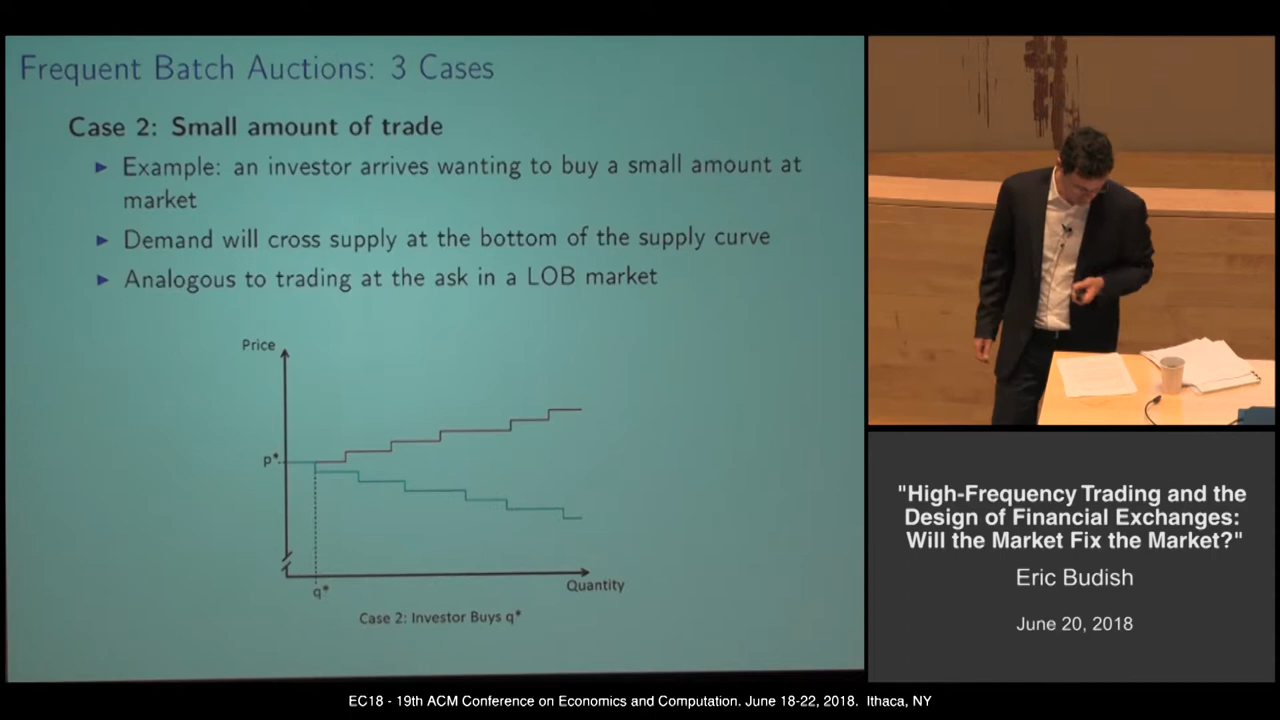 Frequent Batch Auctions: 3 Cases
Case 2: Small amount of trade
Example: an investor arrives wanting to buy a small amount at
market
Demand will cross supply at the bottom of the supply curve
Analogous to trading at the ask in a LOB market
Price
p*
q*
Quantity
Case 2: Investor Buys q*
"High-Frequency Trading and the
Design of Financial Exchanges:
Will the Market Fix the Market?"
Eric Budish
June 20, 2018
EC18 - 19th ACM Conference on Economics and Computation. June 18-22, 2018. Ithaca, NY